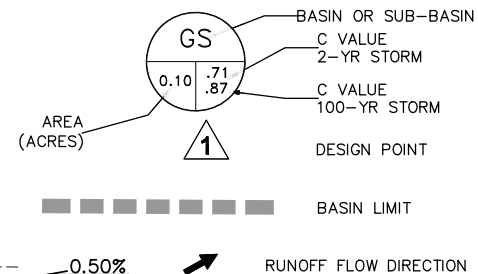 BASIN OR SUB-BASIN
GS
C VALUE
2-YR STORM
0.10
.71
.87
C VALUE
100-YR STORM
AREA
(ACRES)
1
DESIGN POINT
BASIN LIMIT
0.50%
RUNOFF FLOW DIRECTION